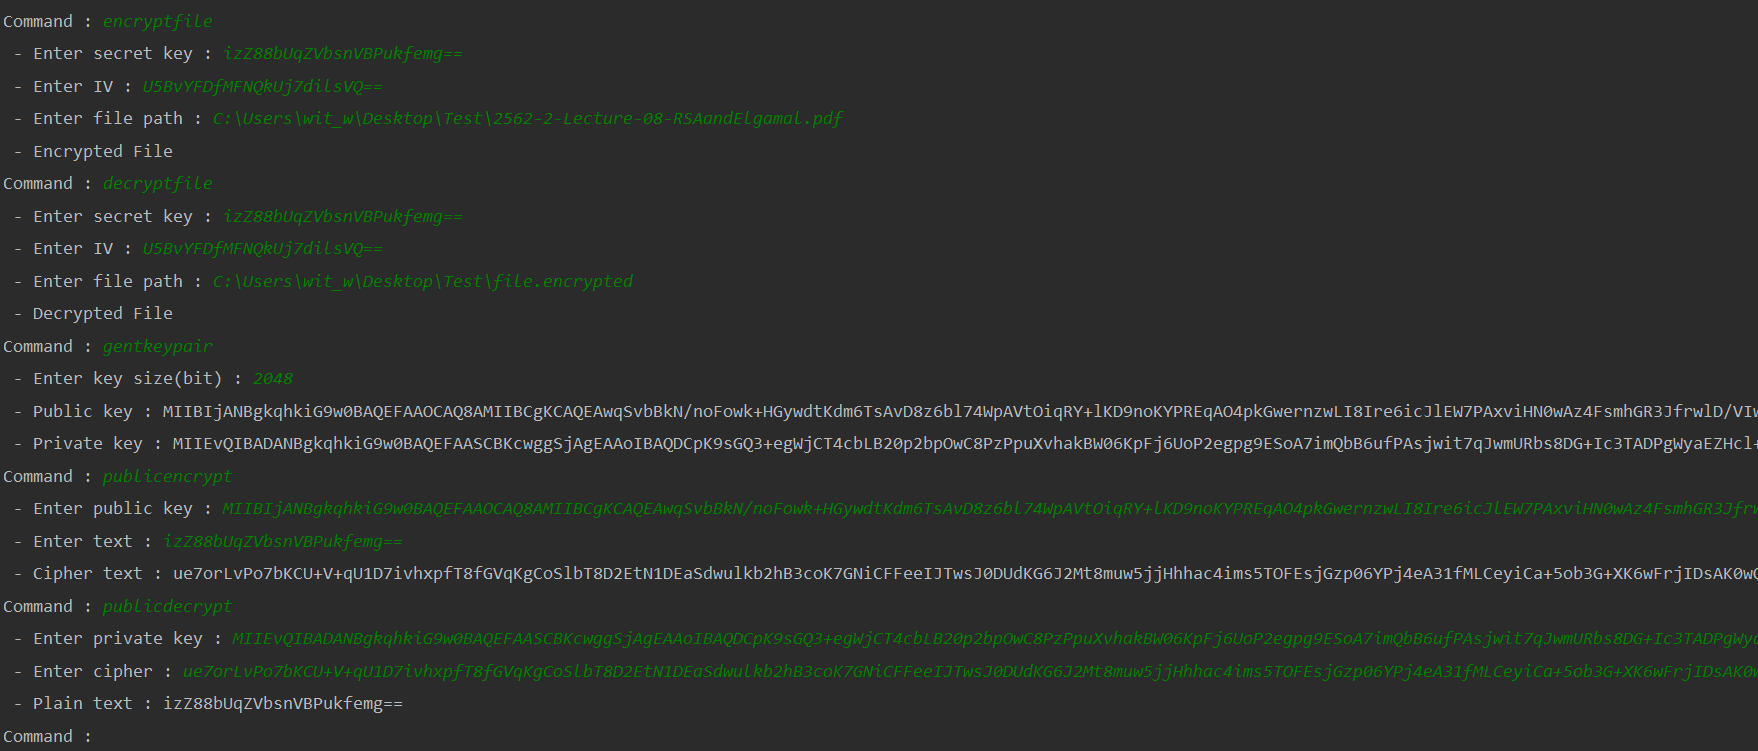 Command : encryptfile
- Enter secret key : izZ88bUqZVbsnVBPukfemg==
- Enter IV : U5BvYFDfMFNQkUj7dilsVQ==
- Enter file path : C:\Users\wit_w\Desktop\Test\2562-2-Lecture-08-RSAandElgamal.pdf
- Encrypted File
Command : decryptfile
- Enter secret key : izZ88bUqZVbsnVBPukfemg==
- Enter IV : U5BvYFDfMFNQkUj7dilsVQ==
- Enter file path : C:\Users\wit_w\Desktop\Test\file.encrypted
- Decrypted File
Command : gentkeypair
- Enter key size(bit) : 2048
- Public key : MIIBIjANBgkqhkiG9w0BAQEFAAOCAQ8AMIIBCgKCAQEAwqSvbBkN/noFowk+HGywdtKdm6TsAvD8z6bl74WpAVtOiqRY+lKD9noKYPREqAO4pkGwernzwLI8Ire6icJlEW7PAxviHN0wAz4FsmhGR3JfrwlD/VIw
- Private key : MIIEvQIBADANBgkqhkiG9w0BAQEFAASCBKcwggSjAgEAAoIBAQDCpK9sGQ3+egWjCT4cbLB20p2bpOwC8PzPpuXvhakBW06KpFj6UoP2egpg9ESoA7imQbB6ufPAsjwit7qJwmURbs8DG+Ic3TADPgWyaEZHcl+
Command : publicencrypt
- Enter public key : MIIBIjANBgkqhkiG9w0BAQEFAAOCAQ8AMIIBCgKCAQEAwqSvbBkN/noFowk+HGywdtKdm6TsAvD8z6bl74WpAVtOiqRY+lKD9noKYPREqAO4pkGwernzwLI8Ire6icJlEW7PAxviHN0wAz4FsmhGR3Jfrw
- Enter text : izZ88bUqZVbsnVBPukfemg==
- Cipher text : ue7orLvPo7bKCU+V+qU1D7ivhxpfT8fGVqKgCoSlbT8D2EtN1DEaSdwulkb2hB3coK7GNiCFFeeIJTwsJ0DUdKG6J2Mt8muw5jjHhhac4ims5TOFEsjGzp06YPj4eA31fMLCeyiCa+5ob3G+XK6wFrjIDsAK0wQ
Command : publicdecrypt
- Enter private key : MIIEvQIBADANBgkqhkiG9w0BAQEFAASCBKcwggSjAgEAAoIBAQDCpK9sGQ3+egWjCT4cbLB20p2bpOwC8PzPpuXvhakBW06KpFj6UoP2egpg9ESoA7imQbB6ufPAsjwit7qJwmURbs8DG+Ic3TADPgWya
- Enter cipher : ue7orLvPo7bKCU+V+qU1D7ivhxpfT8fGVqKgCoSlbT8D2EtN1DEaSdwulkb2hB3coK7GNiCFFeeIJTwsJ0DUdKG6J2Mt8muw5jjHhhac4ims5TOFEsjGzp06YPj4eA31fMLCeyiCa+5ob3G+XK6wFrjIDsAK0w
- Plain text : izZ88bUqZVbsnVBPukfemg==
Command :